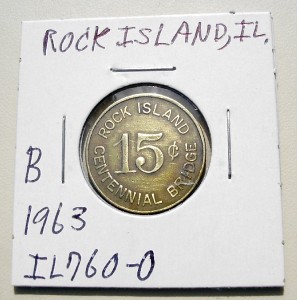 ROCK ISLAND, IL.
ROCK ISLAND
15¢
CENTENNIAL BRIDGE
B
1963
IL760-O